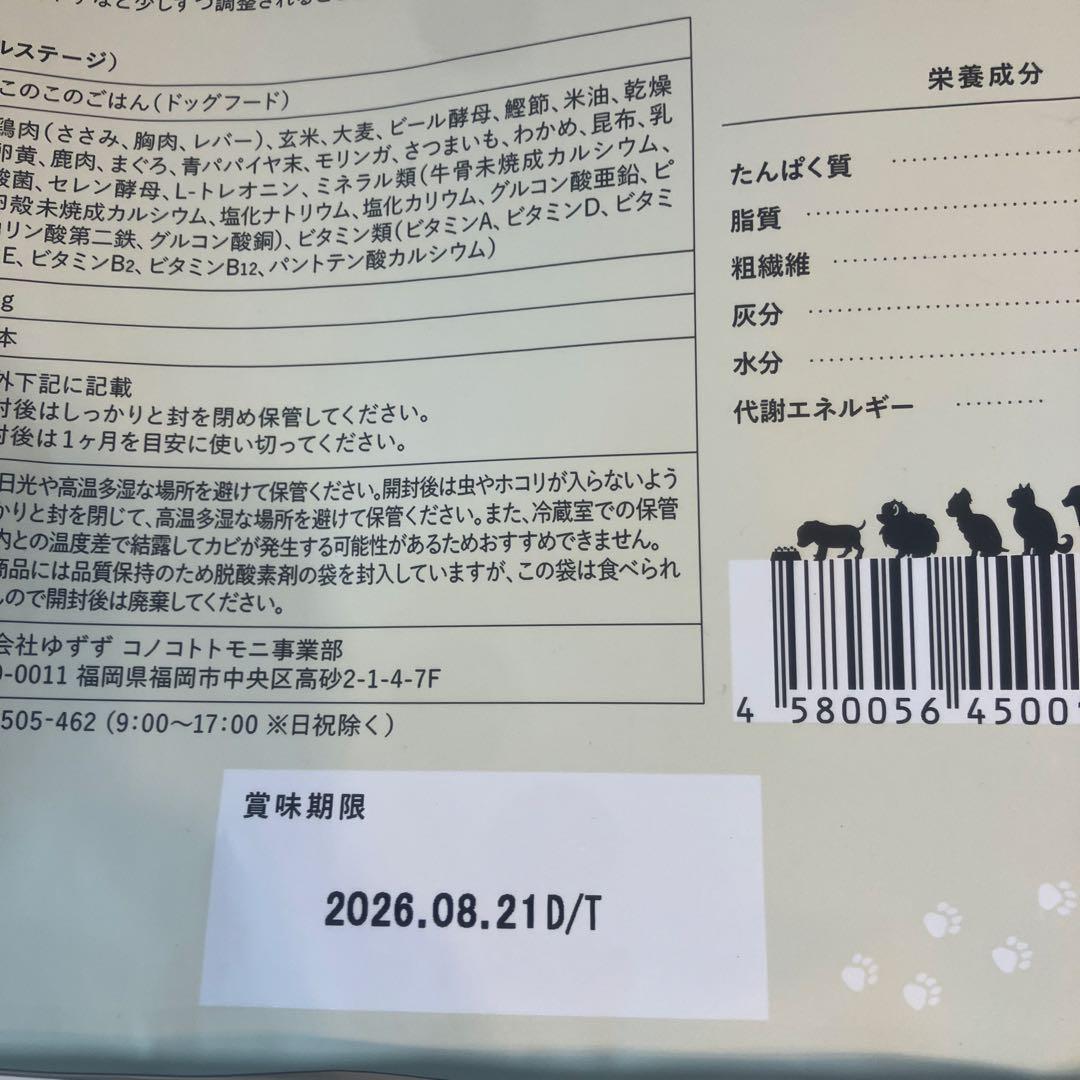 など少しずつ調整されるこ
ルステージ)
このこのごはん(ドッグフード)
鶏肉(ささみ、胸肉、レバー)、玄米、大麦、ビール酵母、鰹節、米油、乾燥
卵黄、鹿肉、まぐろ、青パパイヤ末、モリンガ、さつまいも、わかめ、昆布、乳
酸菌、セレン酵母、L-トレオニン、ミネラル類(牛骨未焼成カルシウム、
卵殻未焼成カルシウム、塩化ナトリウム、塩化カリウム、グルコン酸亜鉛、ピ
ロリン酸第二鉄、グルコン酸銅)、ビタミン類(ビタミンA、ビタミンD、ビタミ
E、ビタミンB2、ビタミンB12、パントテン酸カルシウム)
g
本
外下記に記載
封後はしっかりと封を閉め保管してください。
封後は1ヶ月を目安に使い切ってください。
日光や高温多湿な場所を避けて保管ください。開封後は虫やホコリが入らないよう
かりと封を閉じて、高温多湿な場所を避けて保管ください。また、冷蔵室での保管
内との温度差で結露してカビが発生する可能性があるためおすすめできません。
商品には品質保持のため脱酸素剤の袋を封入していますが、この袋は食べられ
んので開封後は廃棄してください。
会社ゆずず コノコトトモニ事業部
0-0011 福岡県福岡市中央区高砂2-1-4-7F
505-462 (9:00〜17:00 ※日祝除く)
栄養成分
たんぱく質
脂質
粗繊維
灰分
水分
代謝エネルギー
4 580056 4500
賞味期限
2026.08.21D/T